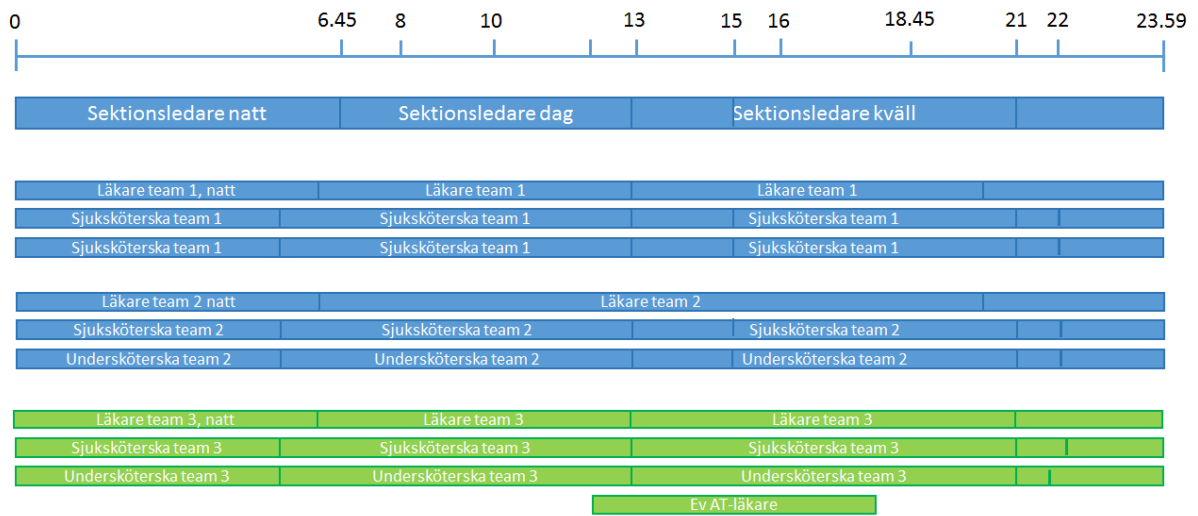 0 6.45 8 10 13 15 16 18.45 21 22 23.59
Sektionsledare natt Sektionsledare dag Sektionsledare kväll
Läkare team 1, natt Läkare team 1 Läkare team 1
Sjuksköterska team 1 Sjuksköterska team 1 Sjuksköterska team 1
Sjuksköterska team 1 Sjuksköterska team 1 Sjuksköterska team 1
Läkare team 2 natt Läkare team 2
Sjuksköterska team 2 Sjuksköterska team 2 Sjuksköterska team 2
Undersköterska team 2 Undersköterska team 2 Undersköterska team 2
Läkare team 3, natt Läkare team 3 Läkare team 3
Sjuksköterska team 3 Sjuksköterska team 3 Sjuksköterska team 3
Undersköterska team 3 Undersköterska team 3 Undersköterska team 3
Ev AT-läkare